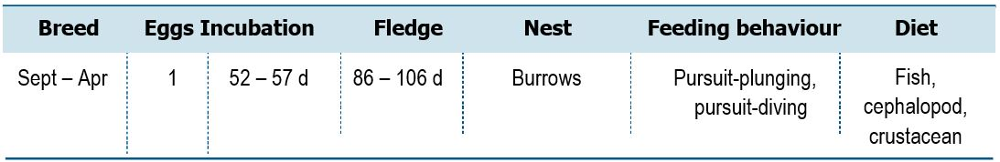 Breed Eggs Incubation Fledge Nest Feeding behaviour Diet
Sept – Apr 1 52 – 57 d 86 – 106 d Burrows Pursuit-plunging, Fish,
pursuit-diving cephalopod,
crustacean